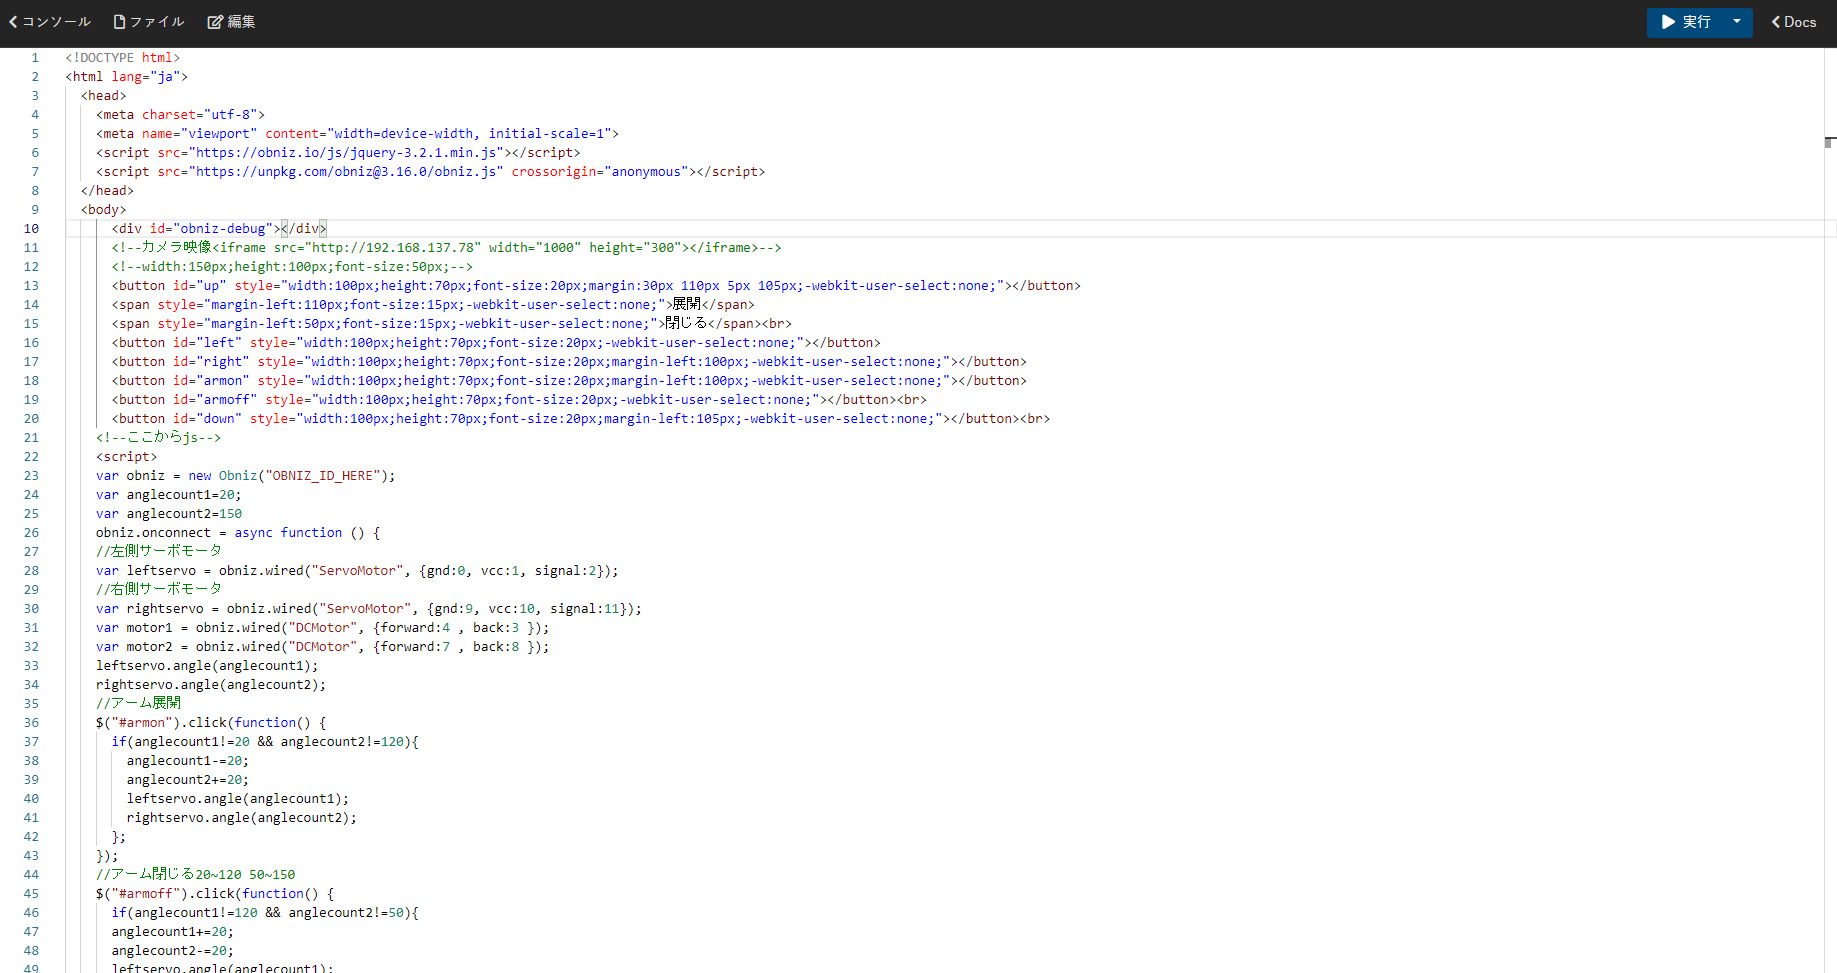 コンソール ファイル 編集 実行 Docs
1 <!DOCTYPE html>
2 <html lang="ja">
3 <head>
4 <meta charset="utf-8">
5 <meta name="viewport" content="width=device-width, initial-scale=1">
6 <script src="https://obniz.io/js/jquery-3.2.1.min.js"></script>
7 <script src="https://unpkg.com/obniz@3.16.0/obniz.js" crossorigin="anonymous"></script>
8 </head>
9 <body>
10 <div id="obniz-debug"></div>
11 <!--カメラ映像<iframe src="http://192.168.137.78" width="1000" height="300"></iframe>-->
12 <!--width:150px;height:100px;font-size:50px;-->
13 <button id="up" style="width:100px;height:70px;font-size:20px;margin:30px 110px 5px 105px;-webkit-user-select:none;"></button>
14 <span style="margin-left:110px;font-size:15px;-webkit-user-select:none;">展開</span>
15 <span style="margin-left:50px;font-size:15px;-webkit-user-select:none;">閉じる</span><br>
16 <button id="left" style="width:100px;height:70px;font-size:20px;-webkit-user-select:none;"></button>
17 <button id="right" style="width:100px;height:70px;font-size:20px;margin-left:100px;-webkit-user-select:none;"></button>
18 <button id="armon" style="width:100px;height:70px;font-size:20px;margin-left:100px;-webkit-user-select:none;"></button>
19 <button id="armoff" style="width:100px;height:70px;font-size:20px;-webkit-user-select:none;"></button><br>
20 <button id="down" style="width:100px;height:70px;font-size:20px;margin-left:105px;-webkit-user-select:none;"></button><br>
21 <!--ここからjs-->
22 <script>
23 var obniz = new Obniz("OBNIZ_ID_HERE");
24 var anglecount1=20;
25 var anglecount2=150
26 obniz.onconnect = async function () {
27 //左側サーボモータ
28 var leftservo = obniz.wired("ServoMotor", {gnd:0, vcc:1, signal:2});
29 //右側サーボモータ
30 var rightservo = obniz.wired("ServoMotor", {gnd:9, vcc:10, signal:11});
31 var motor1 = obniz.wired("DCMotor", {forward:4 , back:3 });
32 var motor2 = obniz.wired("DCMotor", {forward:7 , back:8 });
33 leftservo.angle(anglecount1);
34 rightservo.angle(anglecount2);
35 //アーム展開
36 $("#armon").click(function() {
37 if(anglecount1!=20 && anglecount2!=120){
38 anglecount1-=20;
39 anglecount2+=20;
40 leftservo.angle(anglecount1);
41 rightservo.angle(anglecount2);
42 };
43 });
44 //アーム閉じる20~120 50~150
45 $("#armoff").click(function() {
46 if(anglecount1!=120 && anglecount2!=50){
47 anglecount1+=20;
48 anglecount2-=20;
49 leftservo.angle(anglecount1);